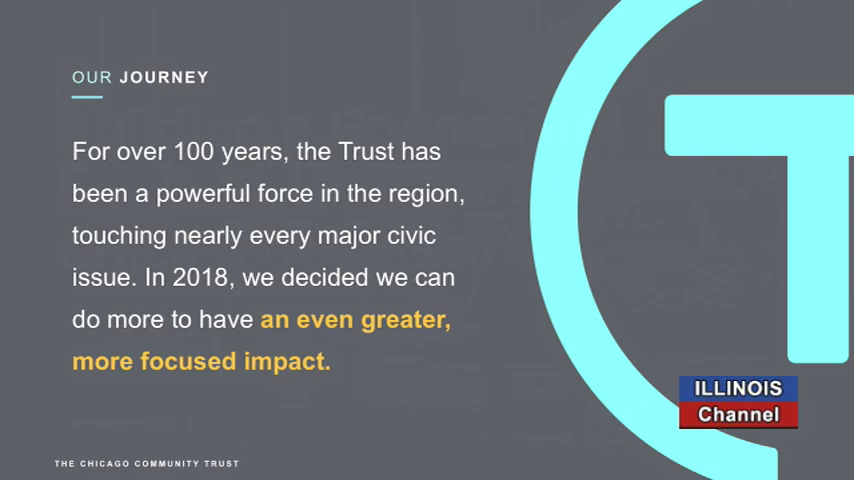 OUR JOURNEY
For over 100 years, the Trust has
been a powerful force in the region,
touching nearly every major civic
issue. In 2018, we decided we can
do more to have an even greater,
more focused impact.
T
ILLINOIS
Channel
THE CHICAGO COMMUNITY TRUST